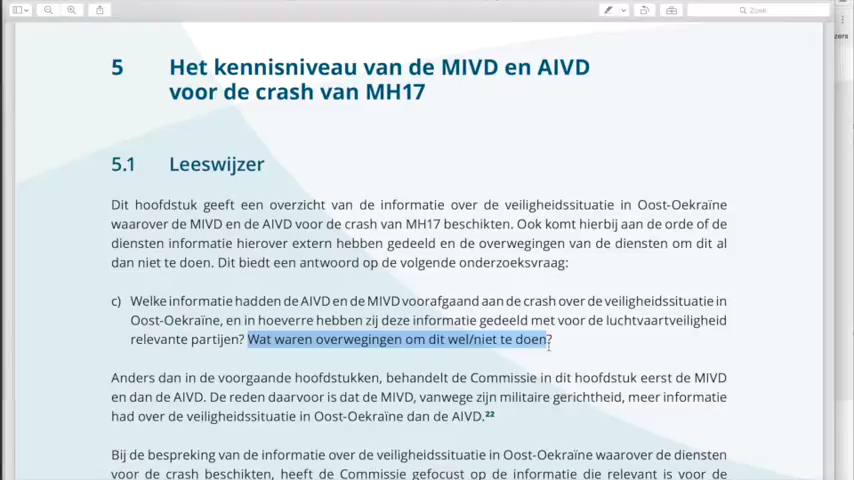 Zoek
zers
5 Het kennisniveau van de MIVD en AIVD
voor de crash van MH17
5.1 Leeswijzer
Dit hoofdstuk geeft een overzicht van de informatie over de veiligheidssituatie in Oost-Oekraïne
waarover de MIVD en de AIVD voor de crash van MH17 beschikten. Ook komt hierbij aan de orde of de
diensten informatie hierover extern hebben gedeeld en de overwegingen van de diensten om dit al
dan niet te doen. Dit biedt een antwoord op de volgende onderzoeksvraag:
c) Welke informatie hadden de AIVD en de MIVD voorafgaand aan de crash over de veiligheidssituatie in
Oost-Oekraïne, en in hoeverre hebben zij deze informatie gedeeld met voor de luchtvaartveiligheid
relevante partijen? Wat waren overwegingen om dit wel/niet te doen?
Anders dan in de voorgaande hoofdstukken, behandelt de Commissie in dit hoofdstuk eerst de MIVD
en dan de AIVD. De reden daarvoor is dat de MIVD, vanwege zijn militaire gerichtheid, meer informatie
had over de veiligheidssituatie in Oost-Oekraïne dan de AIVD.²²
Bij de bespreking van de informatie over de veiligheidssituatie in Oost-Oekraïne waarover de diensten
voor de crash beschikten, heeft de Commissie gefocust op de informatie die relevant is voor de